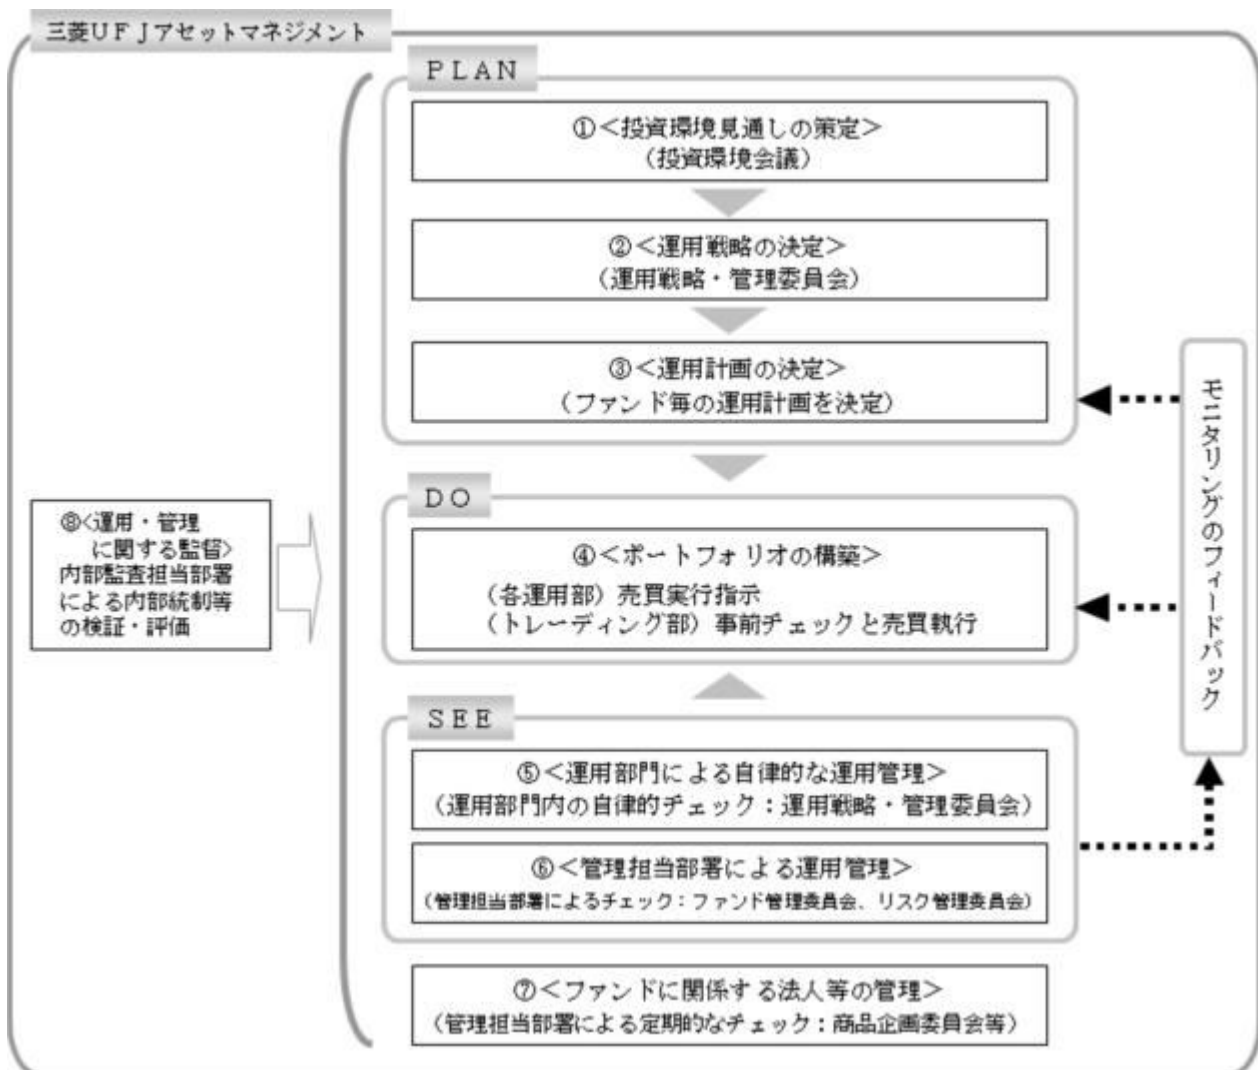 三菱UFJアセットマネジメント
PLAN
①<投資環境見通しの策定>
(投資環境会議)
②<運用戦略の決定>
(運用戦略・管理委員会)
③<運用計画の決定>
(ファンド毎の運用計画を決定)
DO
④<ポートフォリオの構築>
(各運用部)売買実行指示
(トレーディング部)事前チェックと売買執行
SEE
⑤<運用部門による自律的な運用管理>
(運用部門内の自律的チェック:運用戦略・管理委員会)
⑥<管理担当部署による運用管理>
(管理担当部署によるチェック:ファンド管理委員会、リスク管理委員会)
⑦<ファンドに関係する法人等の管理>
(管理担当部署による定期的なチェック:商品企画委員会等)
⑧<運用・管理
に関する監督>
内部監査担当部署
による内部統制等
の検証・評価
モニタリングのフィードバック